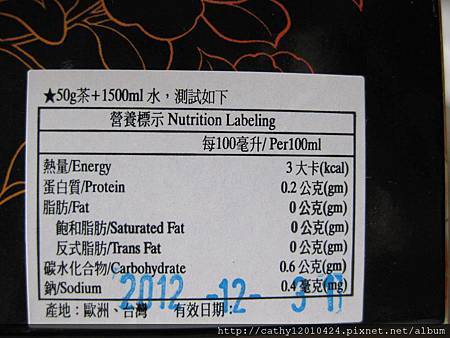 ★50g茶+1500ml 水，測試如下
營養標示 Nutrition Labeling
每100毫升/ Per100ml
熱量/Energy 3 大卡(kcal)
蛋白質/Protein 0.2 公克(gm)
脂肪/Fat 0 公克(gm)
飽和脂肪/Saturated Fat 0 公克(gm)
反式脂肪/Trans Fat 0 公克(gm)
碳水化合物/Carbohydrate 0.6 公克(gm)
鈉/Sodium 0.4 毫克(mg)
2012 -12-
產地：歐洲、台灣 有效日期：
http://cathy12010424.pixnet.net/album